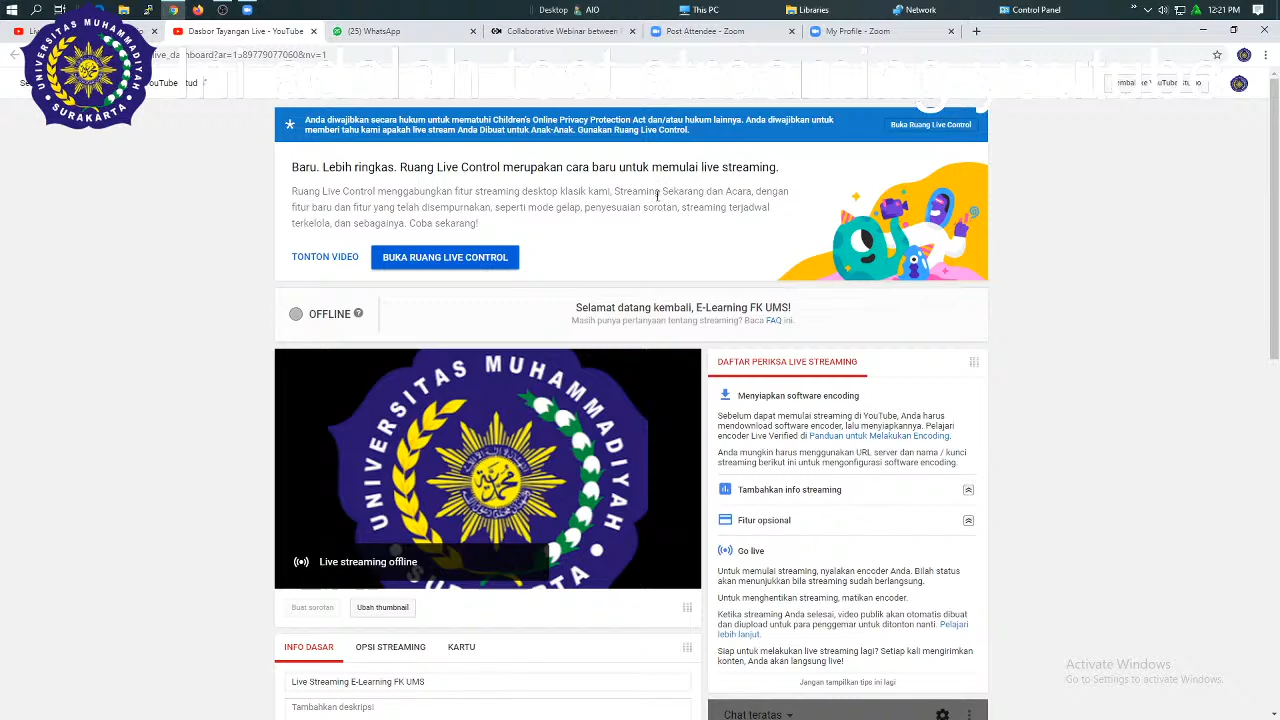 Desktop
AIO
This PC
Libraries
Network
Control Panel
12:21 PM
Dasbor Tayangan Live - YouTube
(25) WhatsApp
Collaborative Webinar between F
Post Attendee - Zoom
My Profile - Zoom
ive_dashboard?ar=1589779077060&nv=1
UNIVERSITAS MUHAMMADIYAH
SURAKARTA
Anda diwajibkan secara hukum untuk mematuhi Children's Online Privacy Protection Act dan/atau hukum lainnya. Anda diwajibkan untuk
memberi tahu kami apakah live stream Anda Dibuat untuk Anak-Anak. Gunakan Ruang Live Control.
Buka Ruang Live Control
Baru. Lebih ringkas. Ruang Live Control merupakan cara baru untuk memulai live streaming.
Ruang Live Control menggabungkan fitur streaming desktop klasik kami, Streaming Sekarang dan Acara, dengan
fitur baru dan fitur yang telah disempurnakan, seperti mode gelap, penyesuaian sorotan, streaming terjadwal
terkelola, dan sebagainya. Coba sekarang!
TONTON VIDEO
BUKA RUANG LIVE CONTROL
OFFLINE
Selamat datang kembali, E-Learning FK UMS!
Masih punya pertanyaan tentang streaming? Baca FAQ ini.
UNIVERSITAS MUHAMMADIYAH
Live streaming offline
Buat sorotan
Ubah thumbnail
INFO DASAR
OPSI STREAMING
KARTU
Live Streaming E-Learning FK UMS
Tambahkan deskripsi
DAFTAR PERIKSA LIVE STREAMING
Menyiapkan software encoding
Sebelum dapat memulai streaming di YouTube, Anda harus
mendownload software encoder, lalu menyiapkannya. Pelajari
encoder Live Verified di Panduan untuk Melakukan Encoding.
Anda mungkin harus menggunakan URL server dan nama / kunci
streaming berikut ini untuk mengonfigurasi software encoding.
Tambahkan info streaming
Fitur opsional
Go live
Untuk memulai streaming, nyalakan encoder Anda. Bilah status
akan menunjukkan bila streaming sudah berlangsung.
Untuk menghentikan streaming, matikan encoder.
Ketika streaming Anda selesai, video publik akan otomatis dibuat
dan diupload untuk para penggemar untuk ditonton nanti. Pelajari
lebih lanjut.
Siap untuk melakukan live streaming lagi? Setiap kali mengirimkan
konten, Anda akan langsung live!
Jangan tampilkan tips ini lagi
Chat teratas
Activate Windows
Go to Settings to activate Windows.